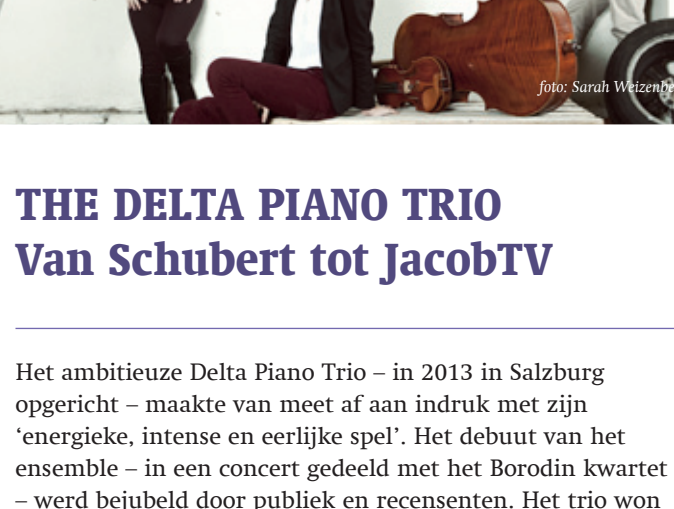 foto: Sarah
THE DELTA PIANO TRIO
Van Schubert tot JacobTV
Het ambitieuze Delta Piano Trio – in 2013 in Salzburg
opgericht – maakte van meet af aan indruk met zijn
‘energieke, intense en eerlijke spel’. Het debuut van het
ensemble – in een concert gedeeld met het Borodin kwartet
– werd bejubeld door publiek en recensenten. Het trio won